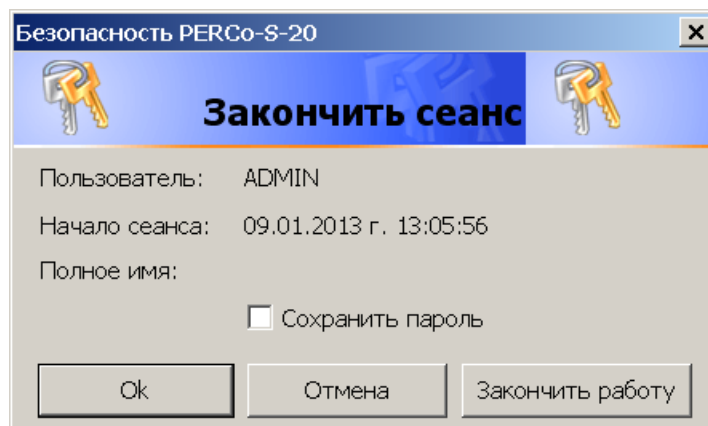 Безопасность PERCo-S-20
Закончить сеанс
Пользователь: ADMIN
Начало сеанса: 09.01.2013 г. 13:05:56
Полное имя:
Сохранить пароль
Ok Отмена Закончить работу